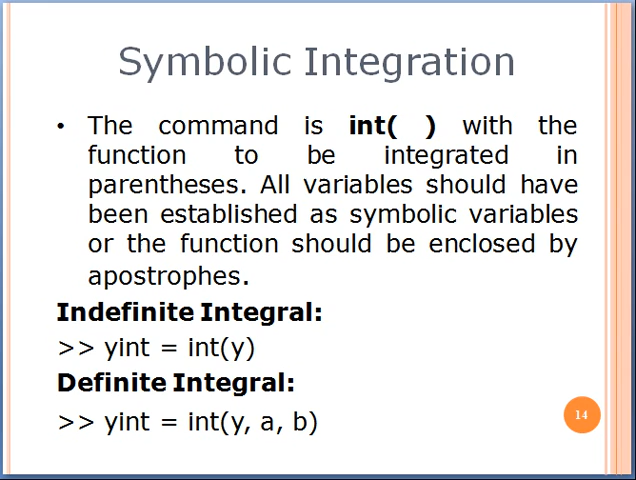 Symbolic Integration
• The command is int( ) with the
function to be integrated in
parentheses. All variables should have
been established as symbolic variables
or the function should be enclosed by
apostrophes.
Indefinite Integral:
>> yint = int(y)
Definite Integral:
>> yint = int(y, a, b)
14